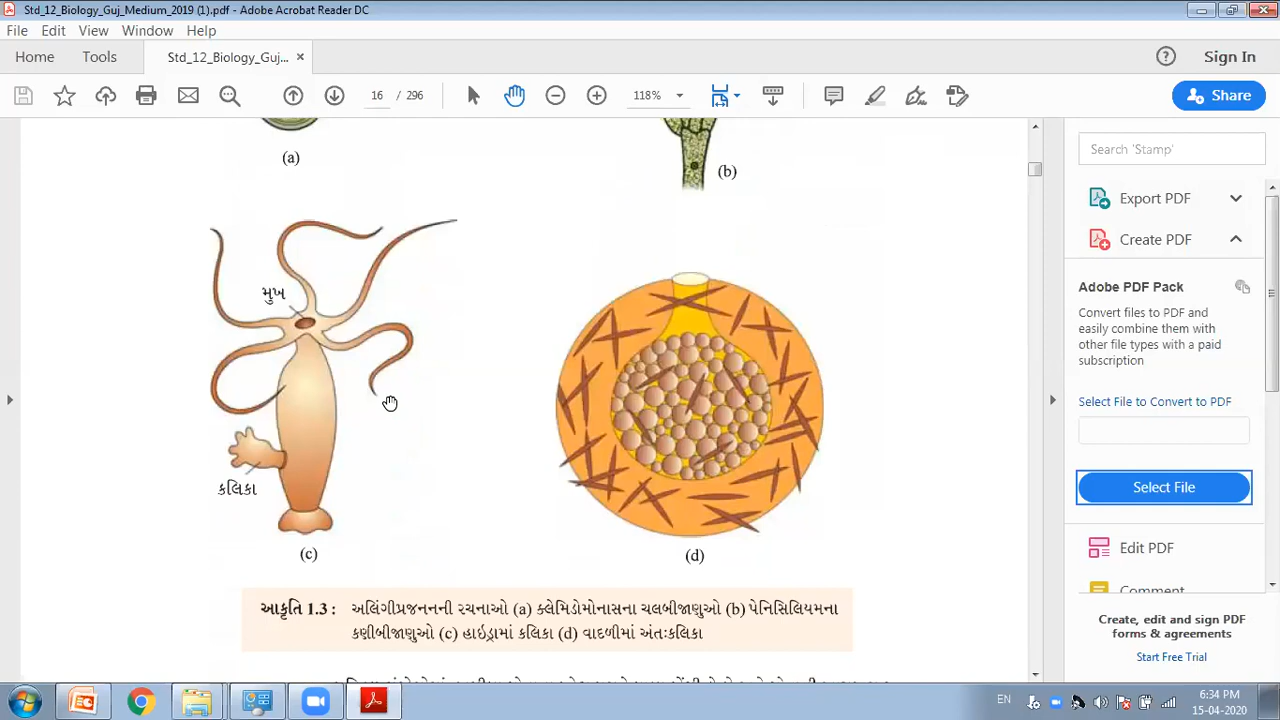 Std_12_Biology_Guj_Medium_2019 (1).pdf - Adobe Acrobat Reader DC
File Edit View Window Help
Home Tools Std_12_Biology_Guj... × Sign In
16 / 296 118% Share
(a)
(b)
Search 'Stamp'
Export PDF
Create PDF
Adobe PDF Pack
Convert files to PDF and
easily combine them with
other file types with a paid
subscription
Select File to Convert to PDF
Select File
Edit PDF
Comment
Create, edit and sign PDF
forms & agreements
Start Free Trial
મુખ
કલિકા
(c)
(d)
આકૃતિ 1.3 : અલિંગીપ્રજનનની રચનાઓ (a) ક્લેમિડોમોનાસના ચલબીજાણુઓ (b) પેનિસિલિયમના
કણીબીજાણુઓ (c) હાઇડ્રામાં કલિકા (d) વાદળીમાં અંતઃકલિકા
EN
6:34 PM
15-04-2020